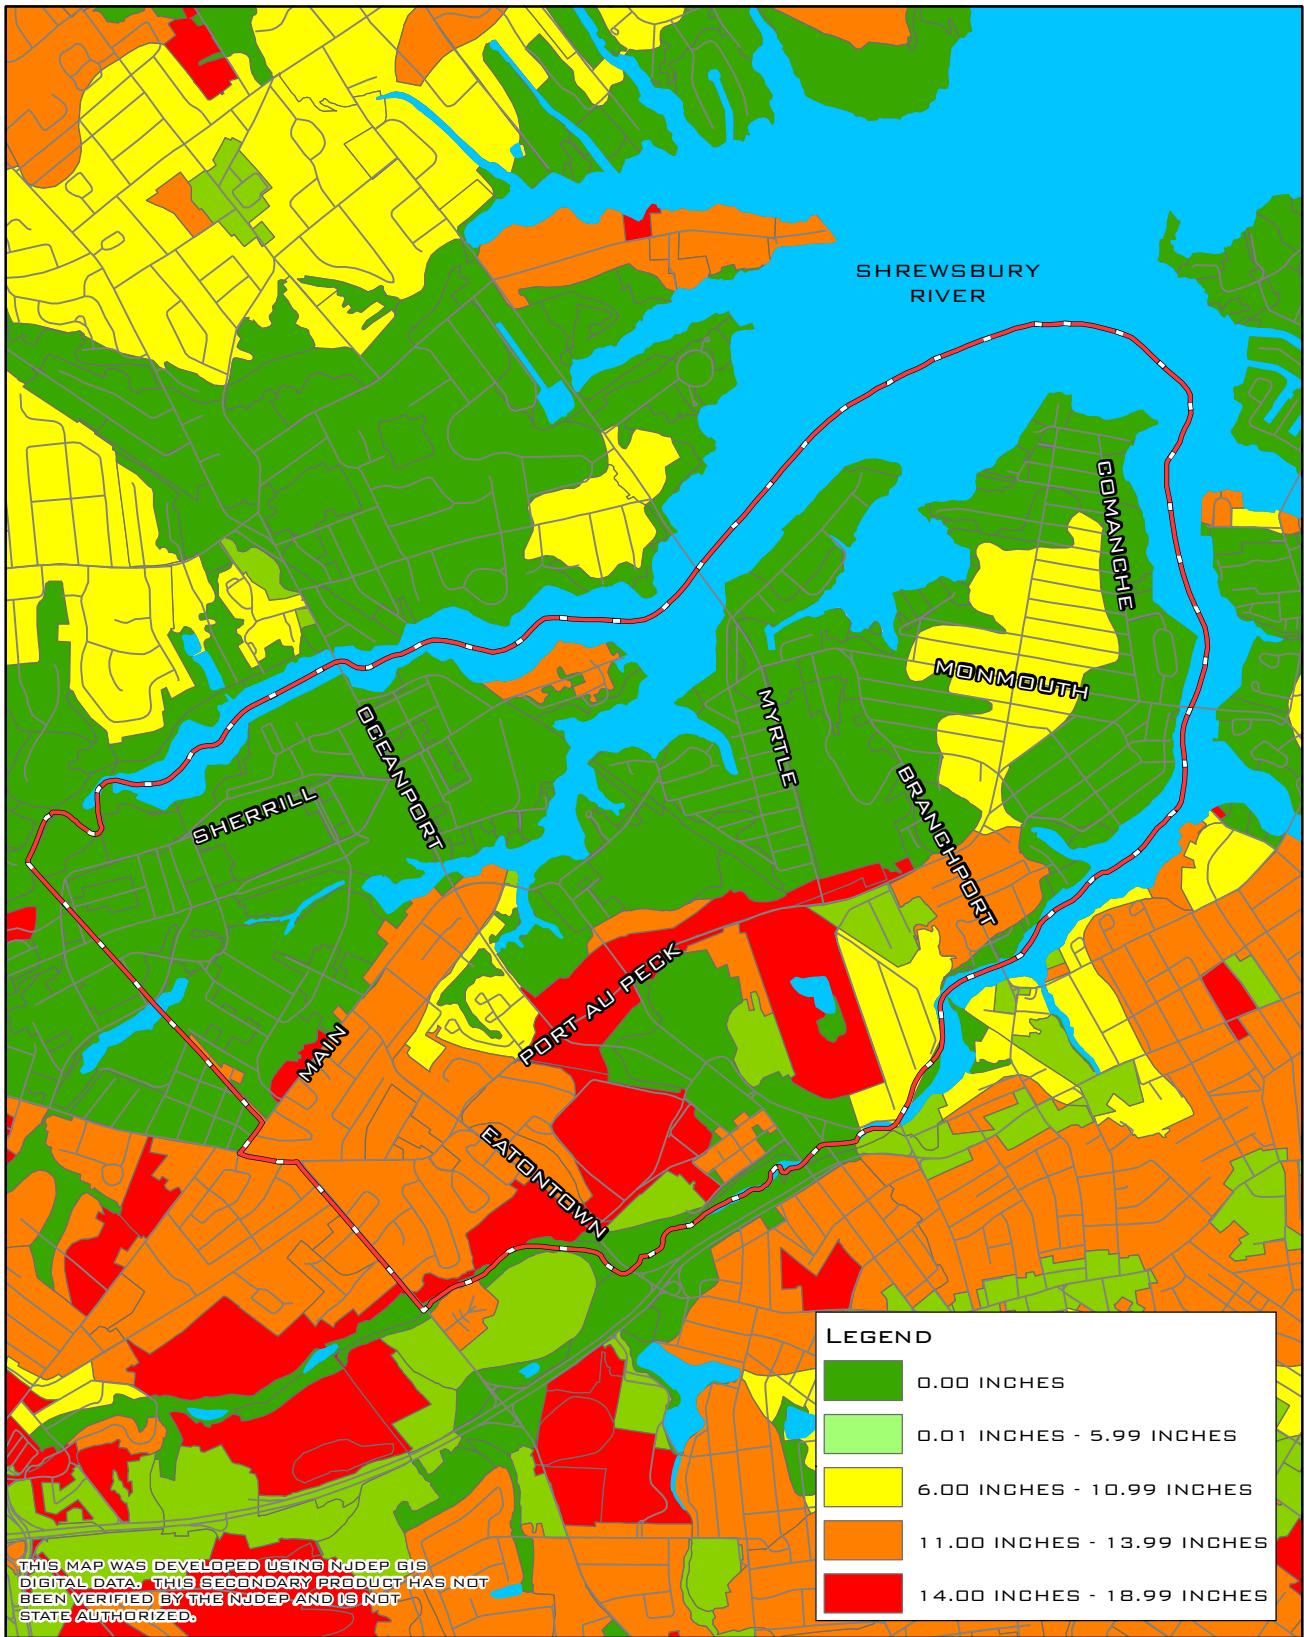 SHREWSBURY
RIVER
COMANCHE
MONMOUTH
MYRTLE
OCEANPORT
BRANCHPORT
SHERRILL
PORT AU PECK
MAIN
EATONTOWN
LEGEND
0.00 INCHES
0.01 INCHES - 5.99 INCHES
6.00 INCHES - 10.99 INCHES
11.00 INCHES - 13.99 INCHES
14.00 INCHES - 18.99 INCHES
THIS MAP WAS DEVELOPED USING NJDEP GIS
DIGITAL DATA. THIS SECONDARY PRODUCT HAS NOT
BEEN VERIFIED BY THE NJDEP AND IS NOT
STATE AUTHORIZED.